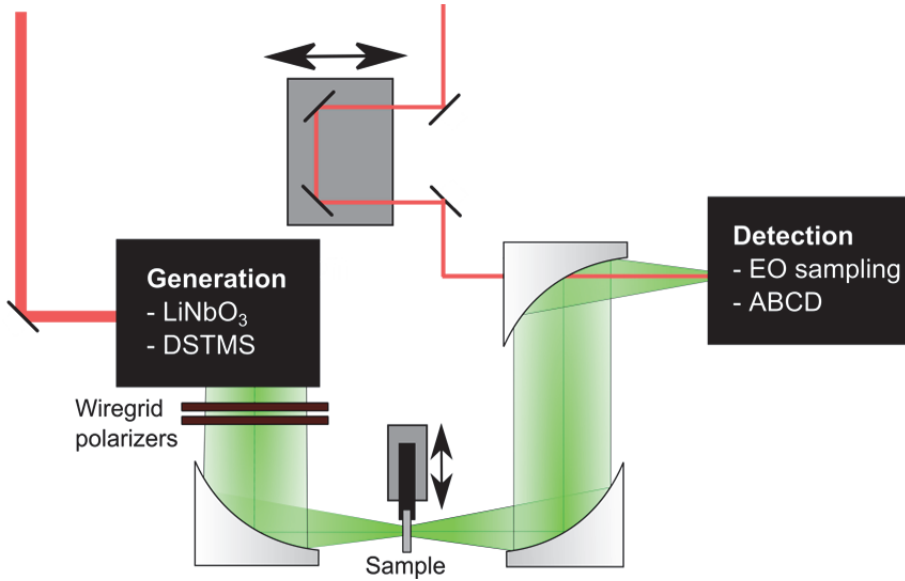 Generation
- LiNbO₃
- DSTMS
Detection
- EO sampling
- ABCD
Wiregrid
polarizers
Sample